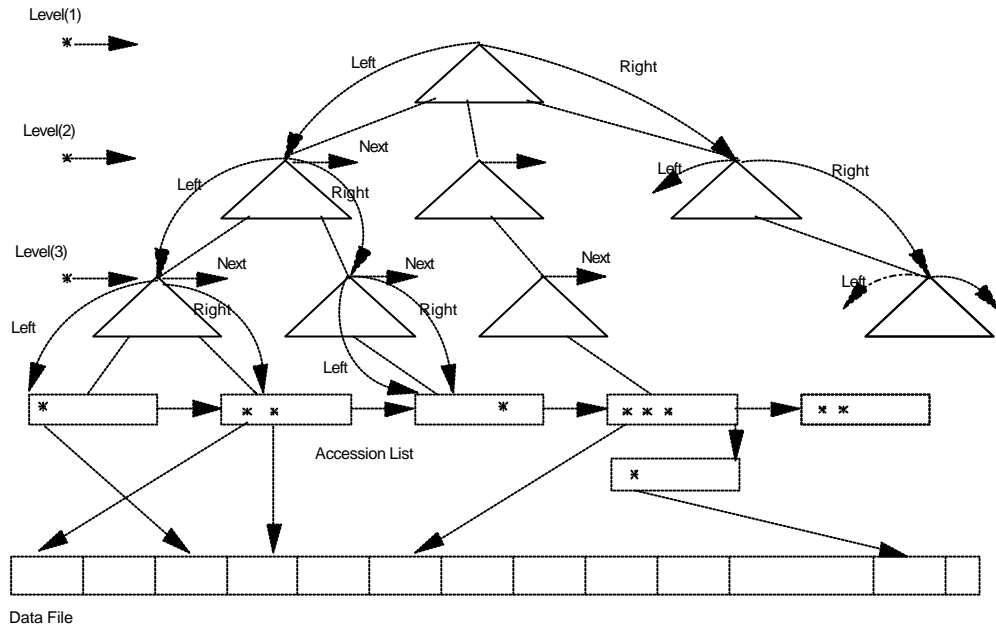 Level(1)
Left
Right
Level(2)
Next
Left
Right
Left
Right
Level(3)
Next
Next
Next
Left
Right
Left
Right
Left
Accession List
Data File